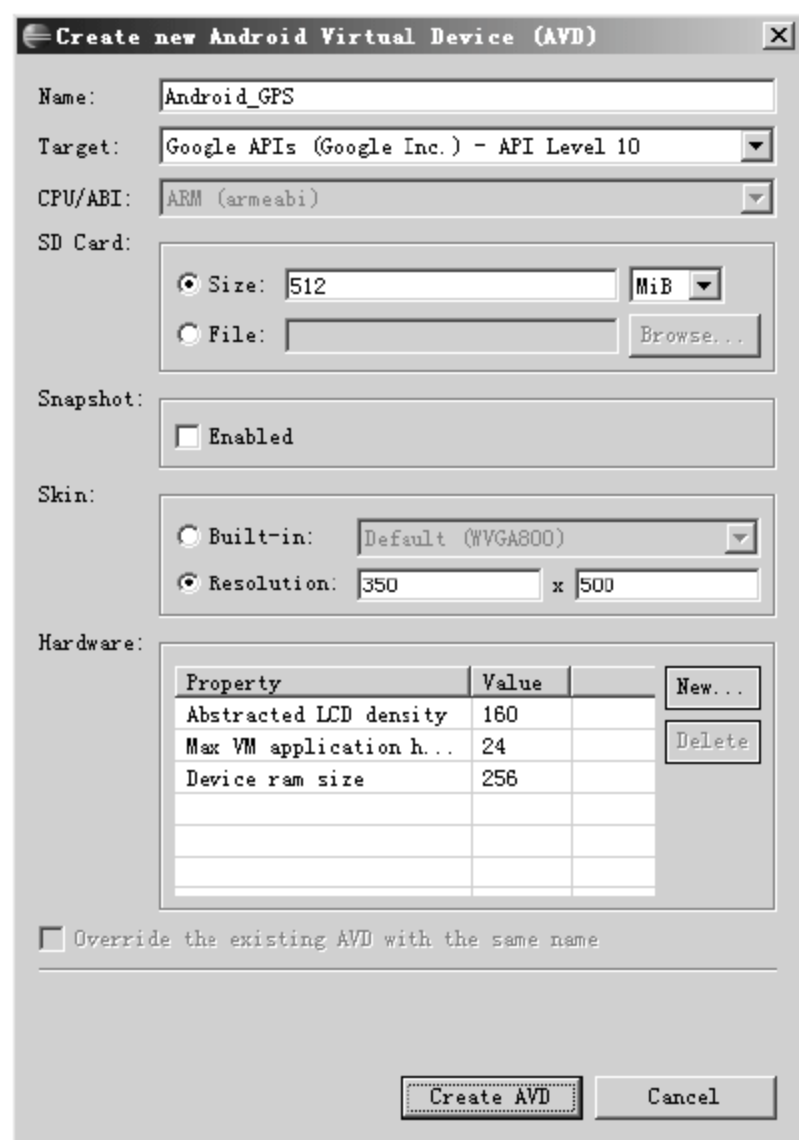 Create new Android Virtual Device (AVD)
Name: Android_GPS
Target: Google APIs (Google Inc.) - API Level 10
CPU/ABI: ARM (armeabi)
SD Card:
Size: 512 MiB
File: Browse...
Snapshot:
Enabled
Skin:
Built-in: Default (WVGA800)
Resolution: 350 x 500
Hardware:
Property Value New...
Abstracted LCD density 160
Max VM application h... 24 Delete
Device ram size 256
Override the existing AVD with the same name
Create AVD Cancel